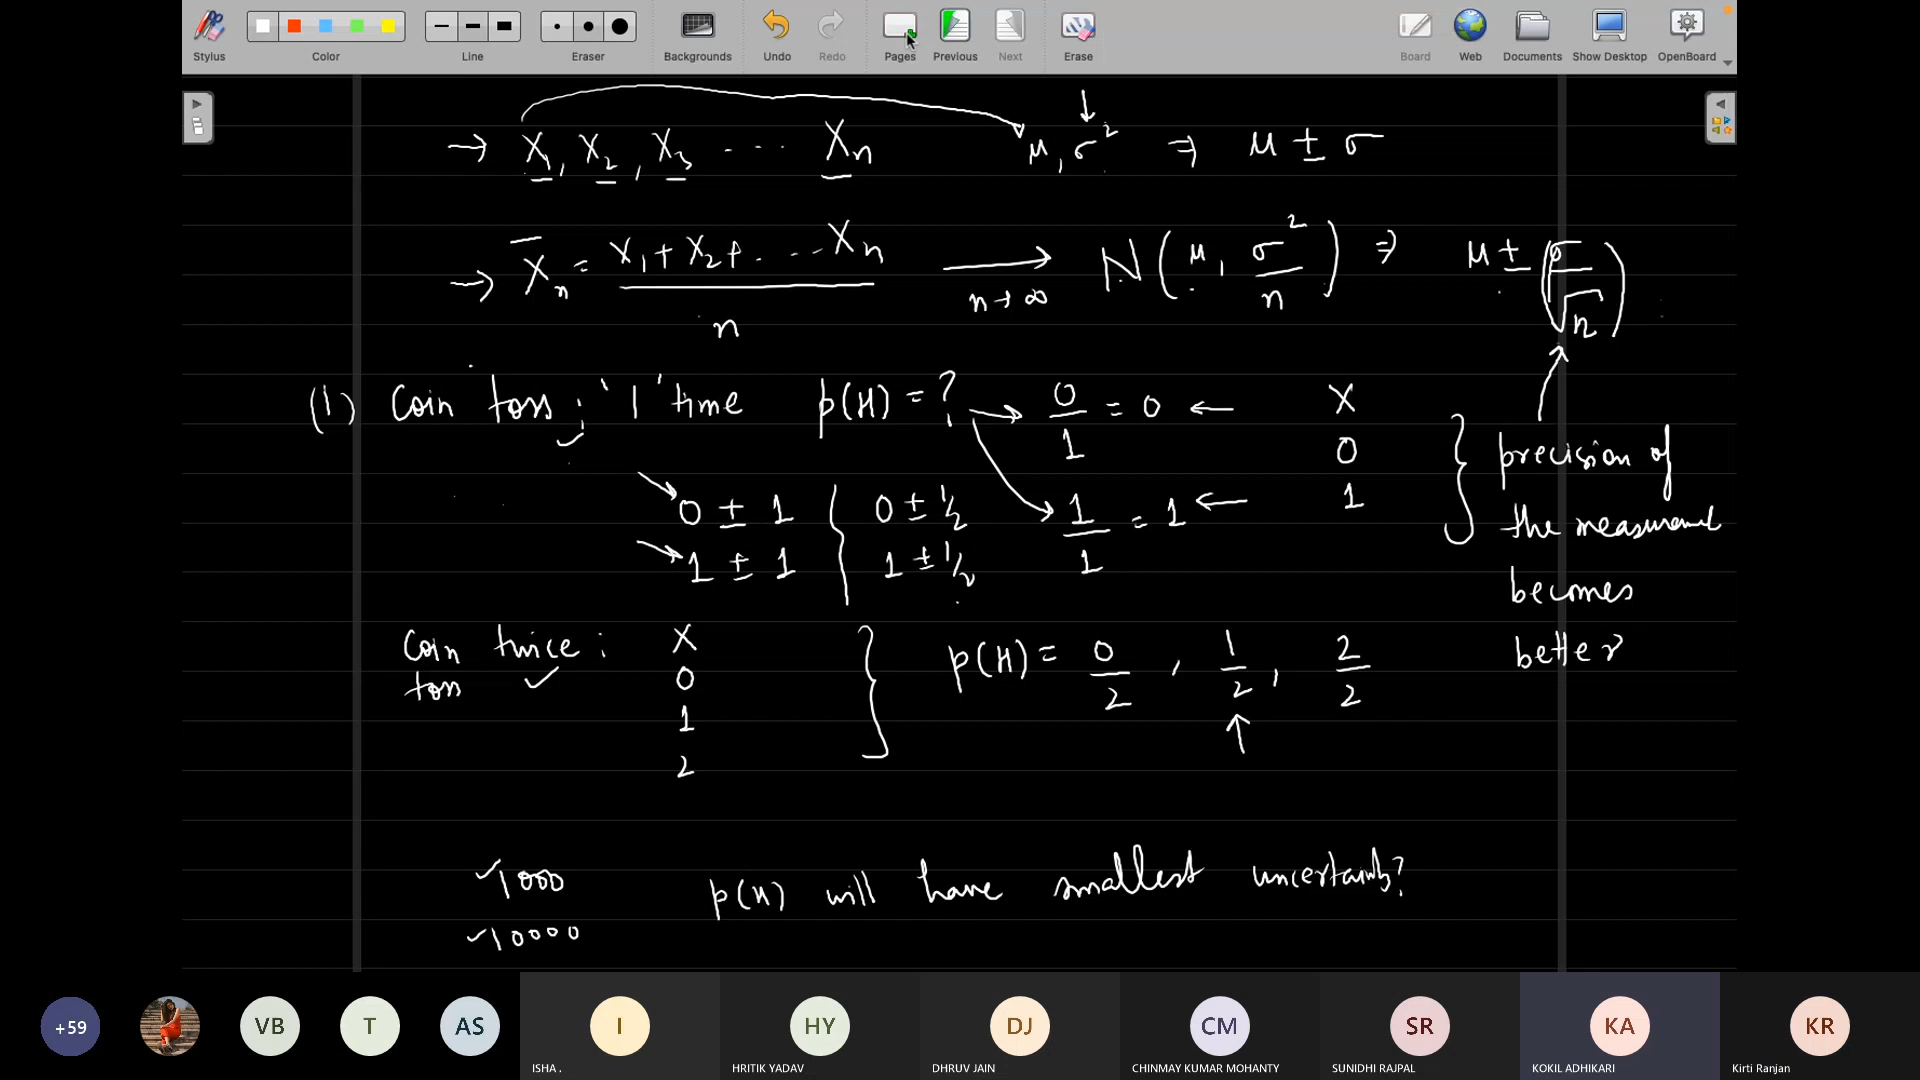 Stylus Color Line Eraser Backgrounds Undo Redo Pages Previous Next Erase Board Web Documents Show Desktop OpenBoard
→ X₁, X₂, X₃ ---- Xₙ μ, σ² ⇒ μ ± σ
→ X̄ₙ = (X₁ + X₂ + ... Xₙ) / n → n→∞ N(μ, σ²/n) ⇒ μ ± (σ/√n)
(1) Coin toss; '1' time p(H) = ? → 0/1 = 0 ← X
0
0 ± 1 0 ± 1/2 → 1/1 = 1 ← 1
1 ± 1 1 ± 1/2
precision of
the measurement
becomes
better
Coin twice : X
toss 0
1
2
p(H) = 0/2 , 1/2 , 2/2
↑
✓1000 p(H) will have smallest uncertainty?
✓10000
+59 VB T AS I HY DJ CM SR KA KR
ISHA . HRITIK YADAV DHRUV JAIN CHINMAY KUMAR MOHANTY SUNIDHI RAJPAL KOKIL ADHIKARI Kirti Ranjan